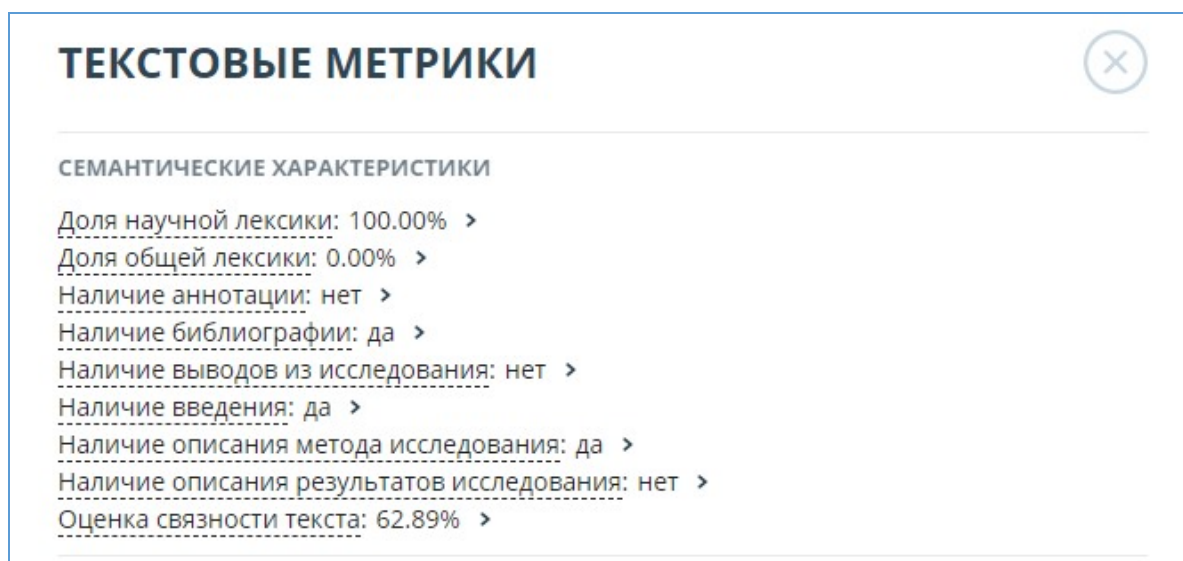 ТЕКСТОВЫЕ МЕТРИКИ
СЕМАНТИЧЕСКИЕ ХАРАКТЕРИСТИКИ
Доля научной лексики: 100.00% >
Доля общей лексики: 0.00% >
Наличие аннотации: нет >
Наличие библиографии: да >
Наличие выводов из исследования: нет >
Наличие введения: да >
Наличие описания метода исследования: да >
Наличие описания результатов исследования: нет >
Оценка связности текста: 62.89% >